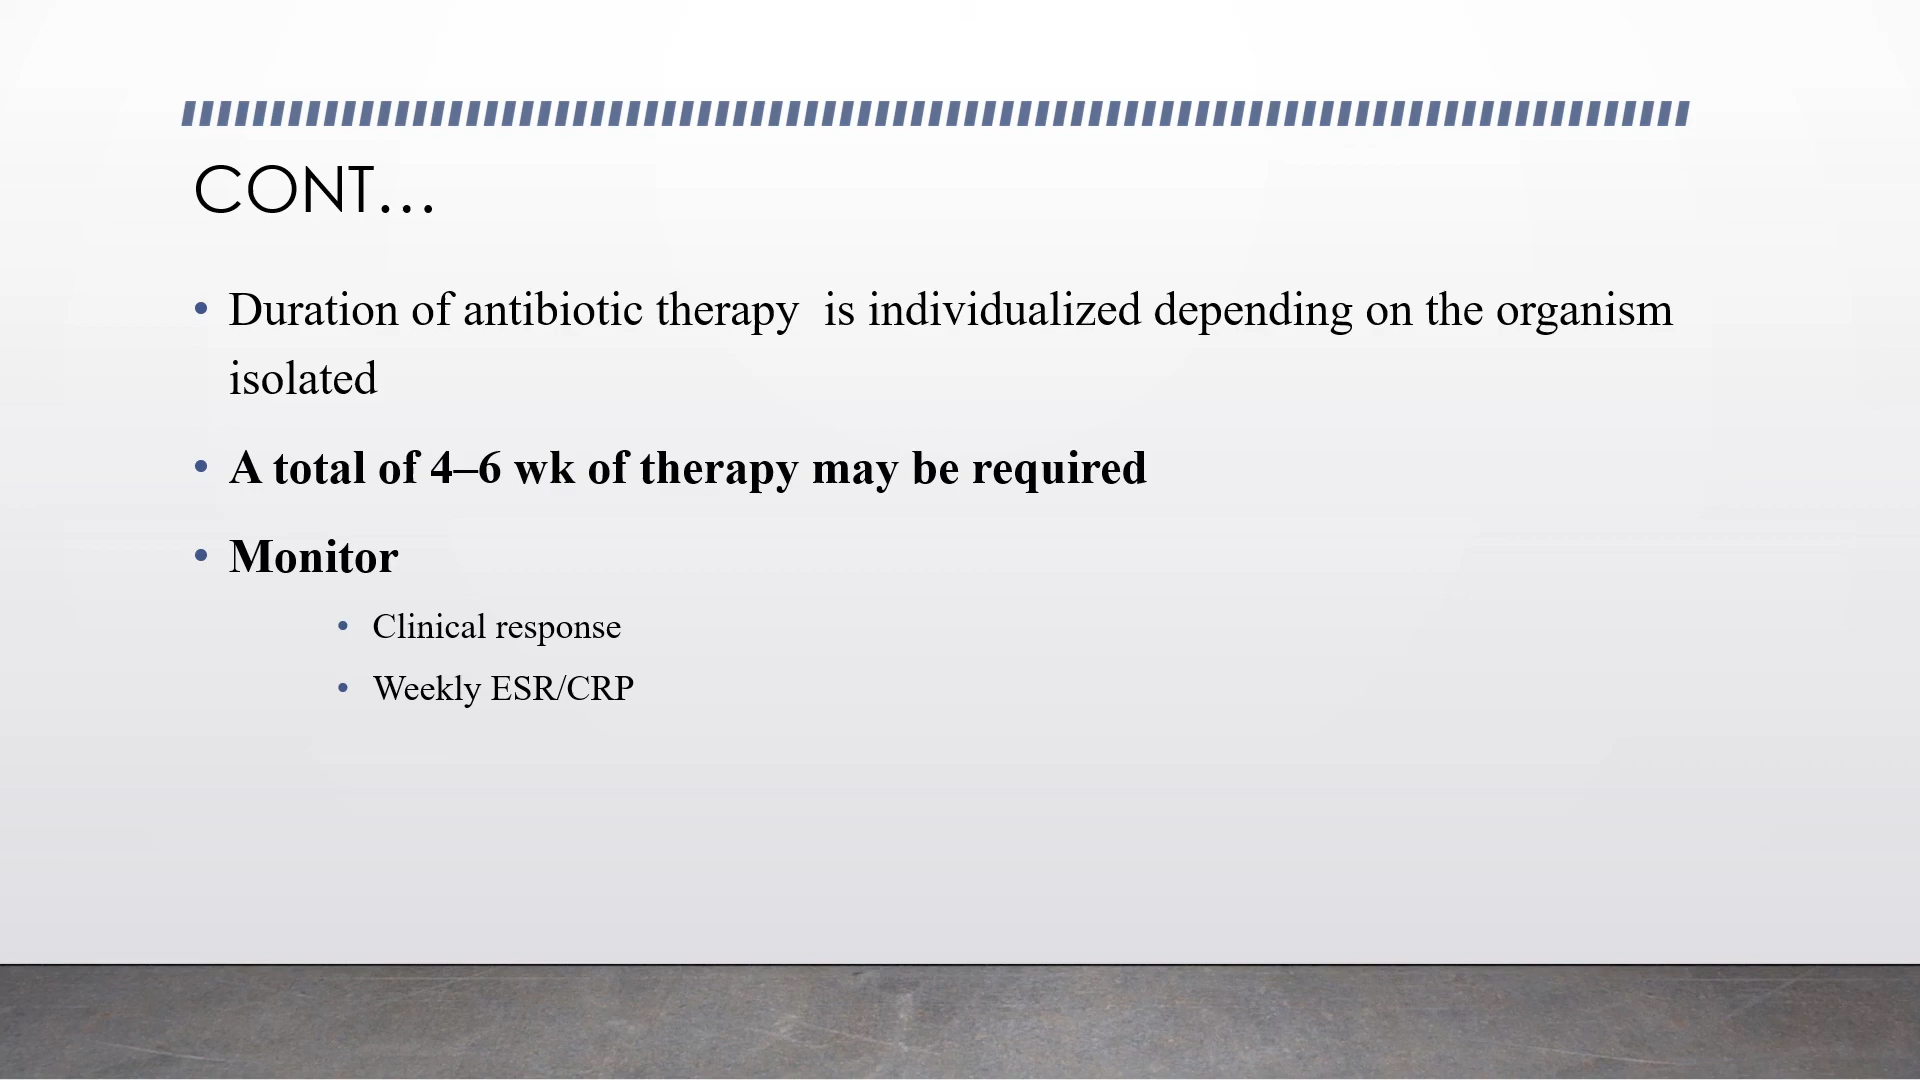 CONT...
• Duration of antibiotic therapy  is individualized depending on the organism
isolated
• A total of 4–6 wk of therapy may be required
• Monitor
• Clinical response
• Weekly ESR/CRP